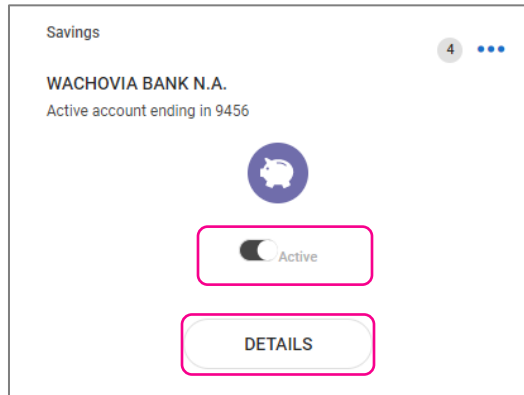 Savings
4
WACHOVIA BANK N.A.
Active account ending in 9456
Active
DETAILS